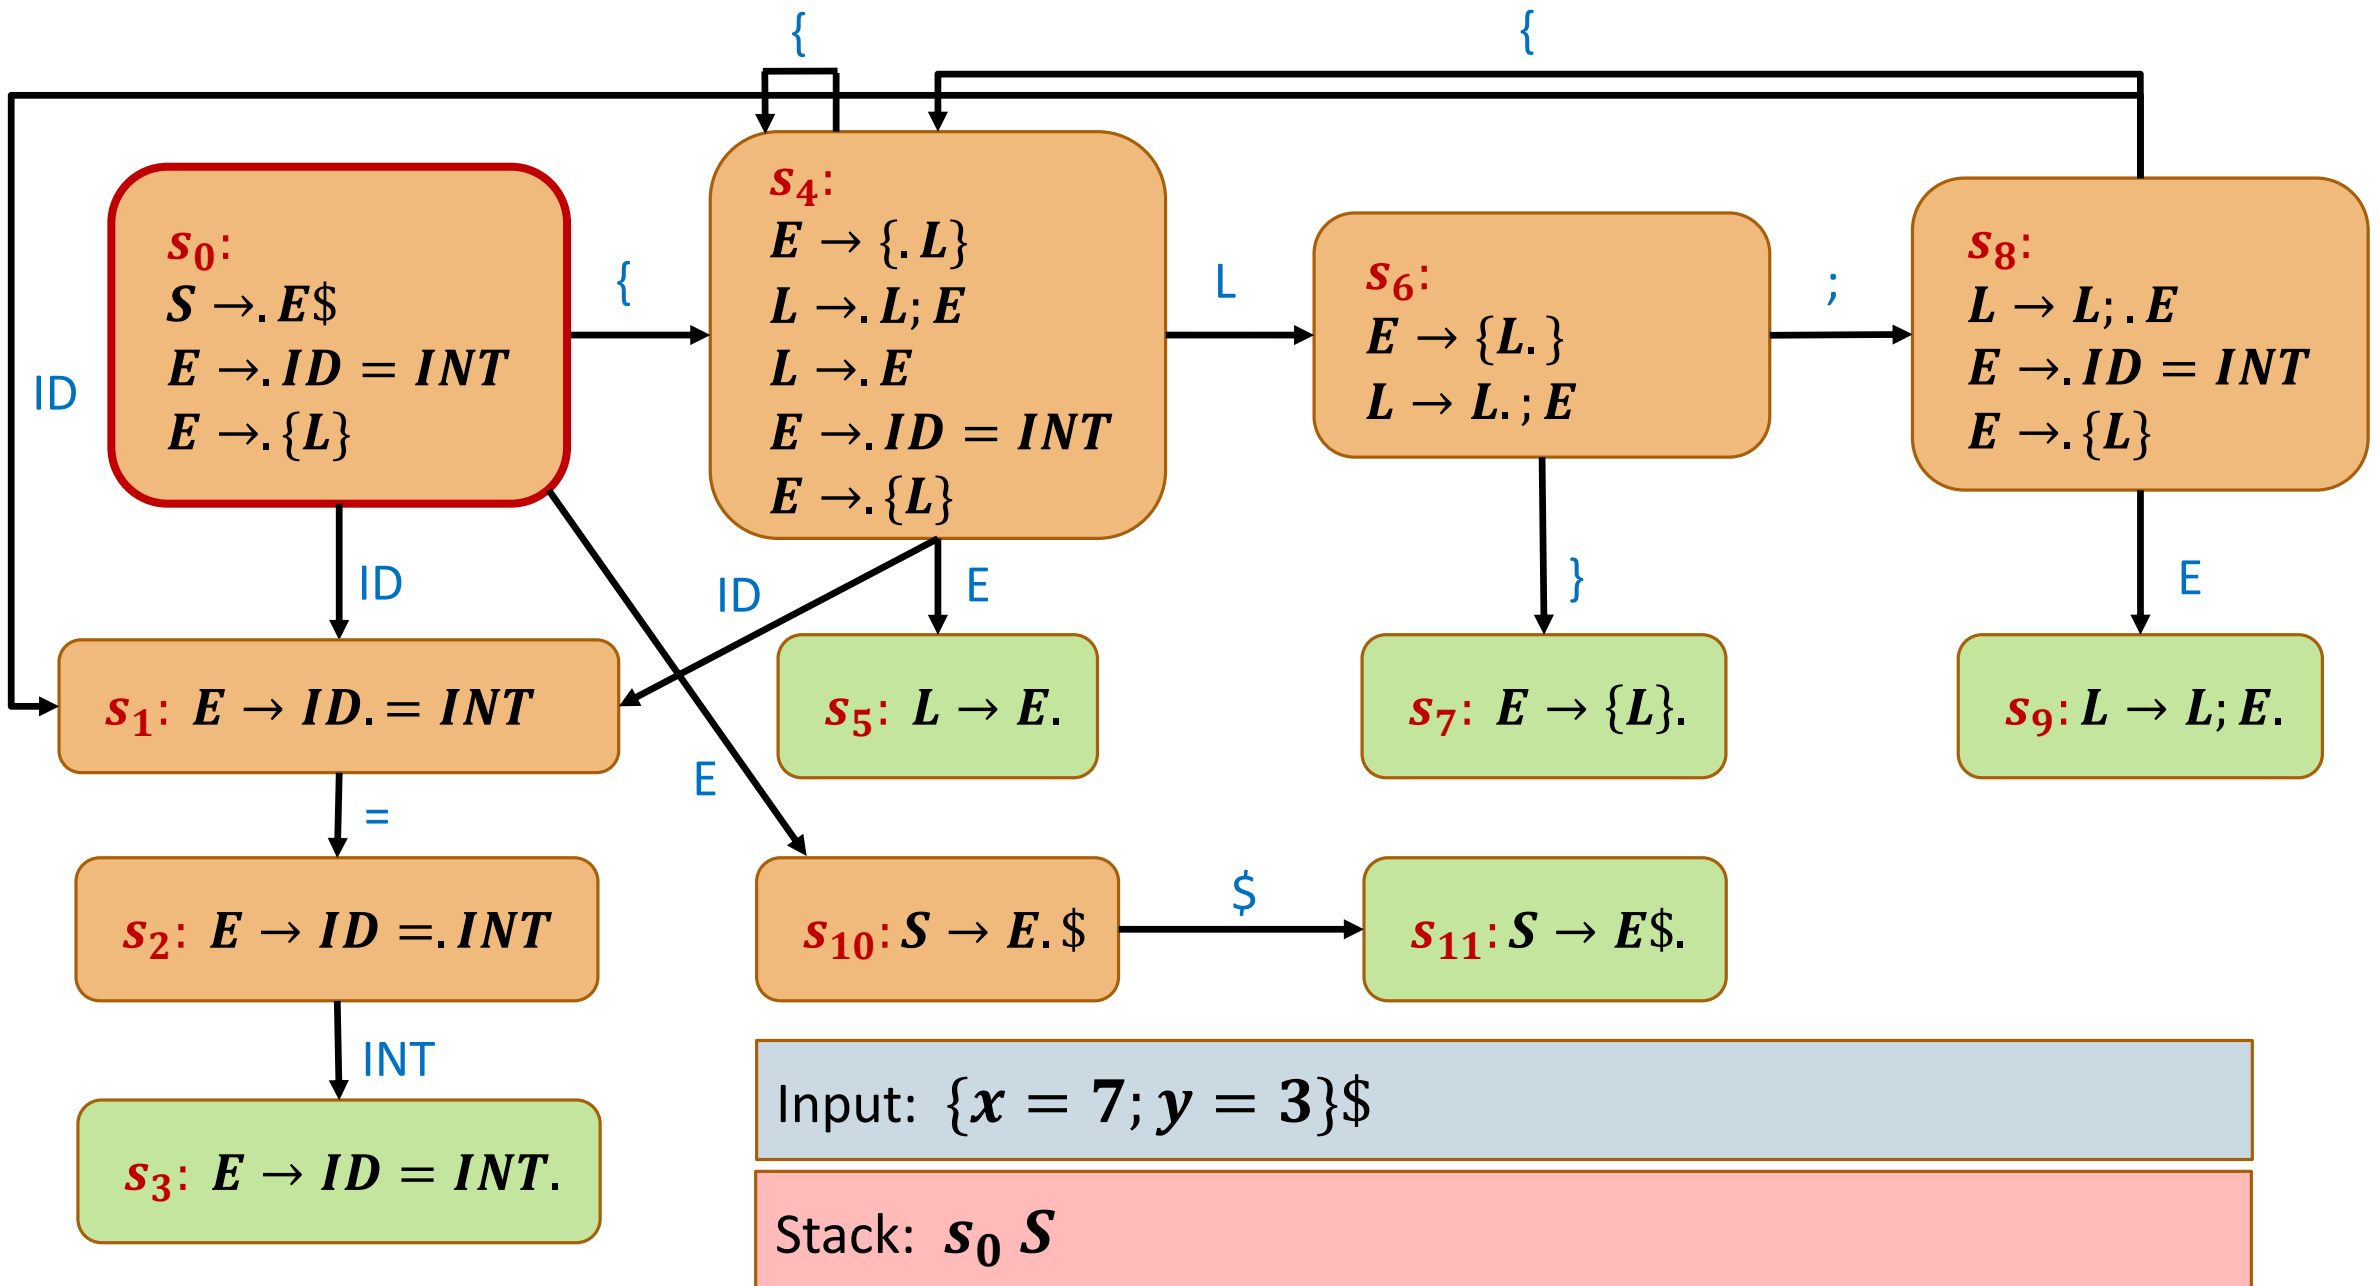 {
{
s₀:
S →. E$
E →. ID = INT
E →. {L}
{
s₄:
E → {. L}
L →. L; E
L →. E
E →. ID = INT
E →. {L}
L
s₆:
E → {L. }
L → L. ; E
;
s₈:
L → L; . E
E →. ID = INT
E →. {L}
ID
ID
ID
E
}
E
s₁: E → ID. = INT
s₅: L → E.
s₇: E → {L}.
s₉: L → L; E.
E
=
s₂: E → ID =. INT
s₁₀: S → E. $
$
s₁₁: S → E$.
INT
s₃: E → ID = INT.
Input: {x = 7; y = 3}$
Stack: s₀ S